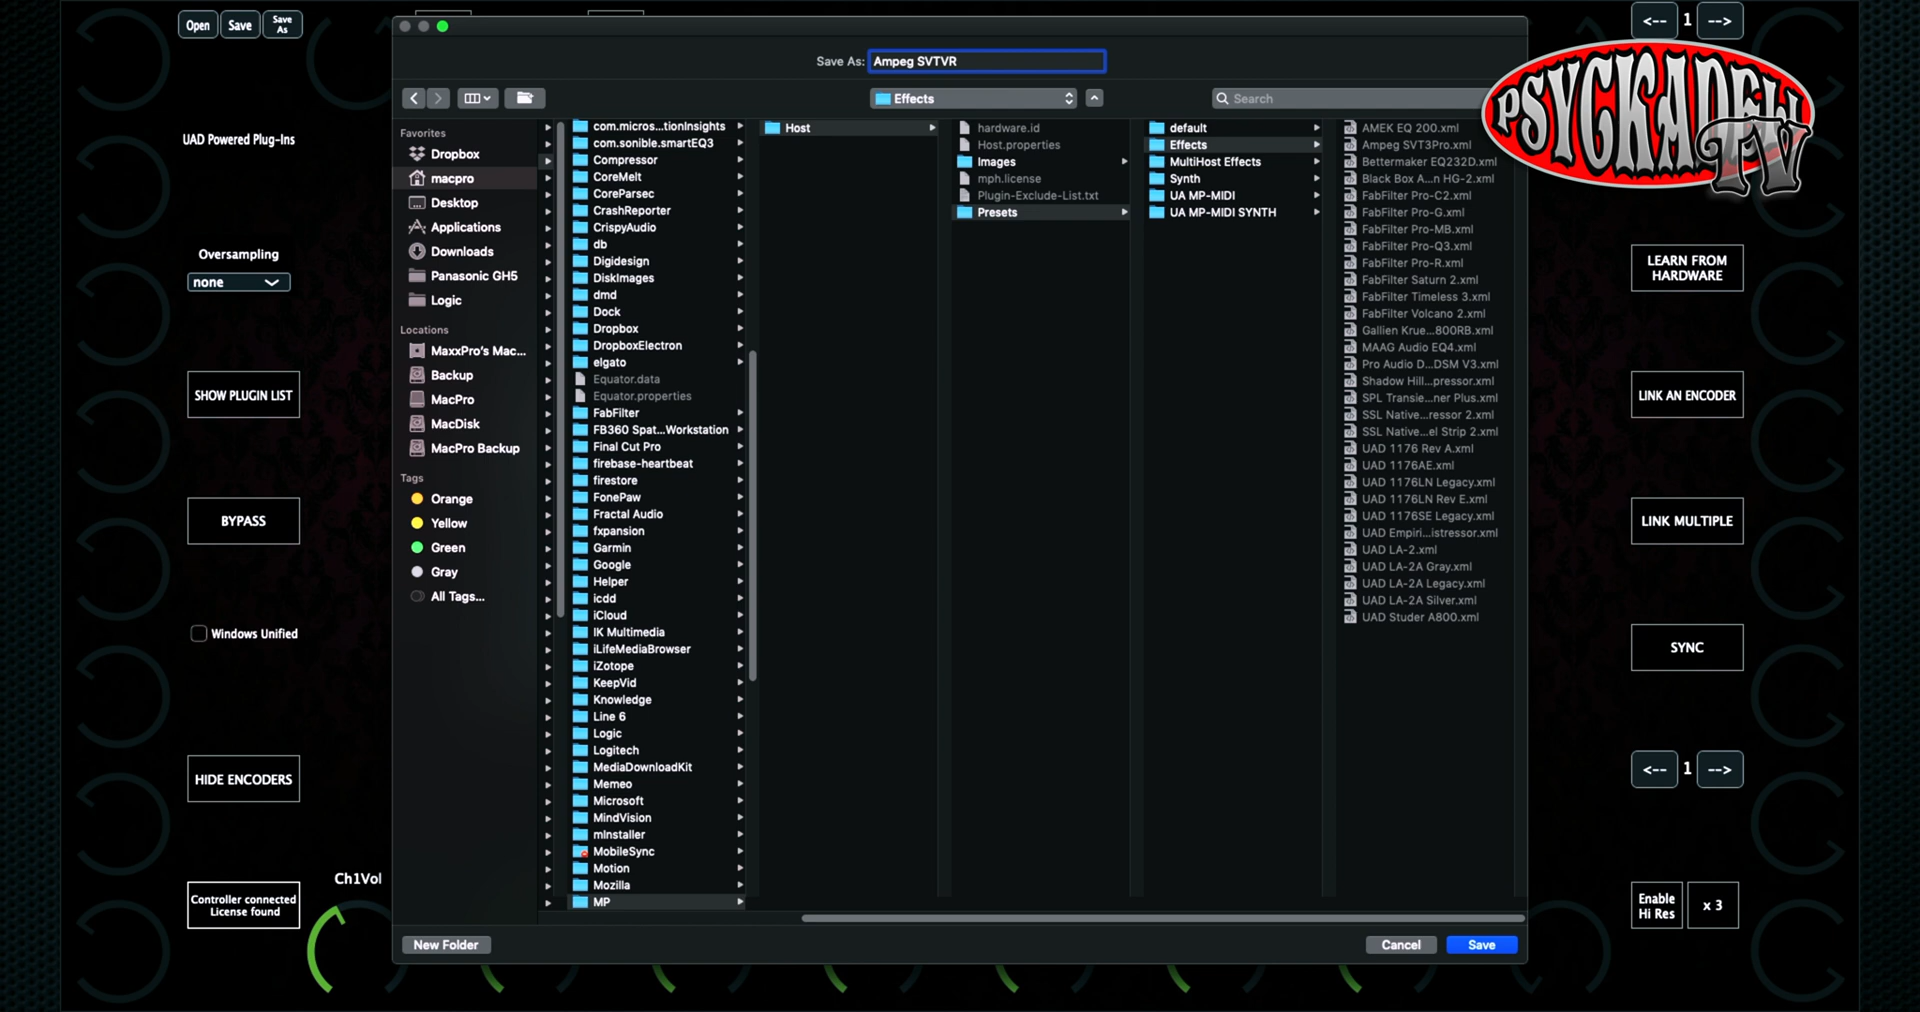 Open
Save
Save
As
<--
1
-->
Save As:
Ampeg SVTVR
PSYCKADELI
TV
Effects
Search
UAD Powered Plug-Ins
Oversampling
none
SHOW PLUGIN LIST
BYPASS
Windows Unified
HIDE ENCODERS
Controller connected
License found
Ch1Vol
Favorites
Dropbox
macpro
Desktop
Applications
Downloads
Panasonic GH5
Logic
Locations
MaxxPro's Mac...
Backup
MacPro
MacDisk
MacPro Backup
Tags
Orange
Yellow
Green
Gray
All Tags...
com.micros...tionInsights
com.sonible.smartEQ3
Compressor
CoreMelt
CoreParsec
CrashReporter
CrispyAudio
db
Digidesign
DiskImages
dmd
Dock
Dropbox
DropboxElectron
elgato
Equator.data
Equator.properties
FabFilter
FB360 Spat...Workstation
Final Cut Pro
firebase-heartbeat
firestore
FonePaw
Fractal Audio
fxpansion
Garmin
Google
Helper
icdd
iCloud
IK Multimedia
iLifeMediaBrowser
iZotope
KeepVid
Knowledge
Line 6
Logic
Logitech
MediaDownloadKit
Memeo
Microsoft
MindVision
mInstaller
MobileSync
Motion
Mozilla
MP
Host
hardware.id
Host.properties
Images
mph.license
Plugin-Exclude-List.txt
Presets
default
Effects
MultiHost Effects
Synth
UA MP-MIDI
UA MP-MIDI SYNTH
AMEK EQ 200.xml
Ampeg SVT3Pro.xml
Bettermaker EQ232D.xml
Black Box A...n HG-2.xml
FabFilter Pro-C2.xml
FabFilter Pro-G.xml
FabFilter Pro-MB.xml
FabFilter Pro-Q3.xml
FabFilter Pro-R.xml
FabFilter Saturn 2.xml
FabFilter Timeless 3.xml
FabFilter Volcano 2.xml
Gallien Krue...800RB.xml
MAAG Audio EQ4.xml
Pro Audio D...DSM V3.xml
Shadow Hill...pressor.xml
SPL Transie...ner Plus.xml
SSL Native...ressor 2.xml
SSL Native...el Strip 2.xml
UAD 1176 Rev A.xml
UAD 1176AE.xml
UAD 1176LN Legacy.xml
UAD 1176LN Rev E.xml
UAD 1176SE Legacy.xml
UAD Empiri...istressor.xml
UAD LA-2.xml
UAD LA-2A Gray.xml
UAD LA-2A Legacy.xml
UAD LA-2A Silver.xml
UAD Studer A800.xml
New Folder
Cancel
Save
LEARN FROM
HARDWARE
LINK AN ENCODER
LINK MULTIPLE
SYNC
<--
1
-->
Enable
Hi Res
x 3